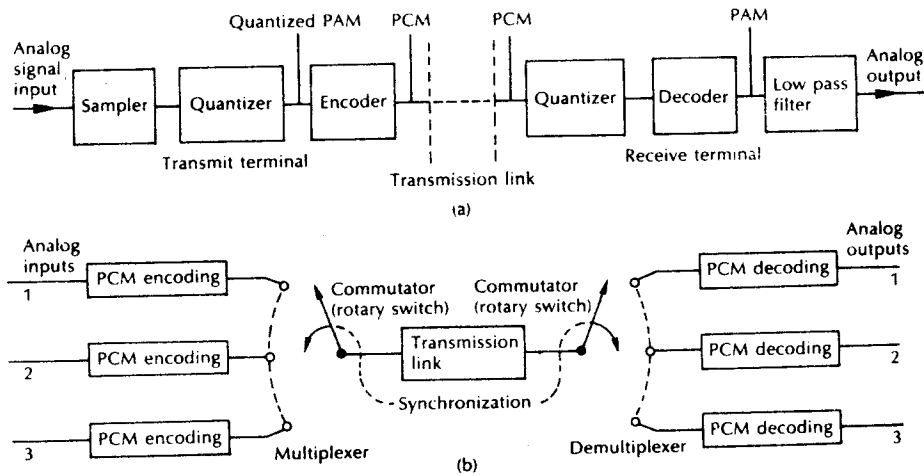 Quantized PAM
PCM
PCM
PAM
Analog
signal
input
Sampler
Quantizer
Encoder
Quantizer
Decoder
Low pass
filter
Analog
output
Transmit terminal
Transmission link
Receive terminal
(a)
Analog
inputs
1
PCM encoding
2
PCM encoding
3
PCM encoding
Multiplexer
Commutator
(rotary switch)
Transmission
link
Synchronization
Commutator
(rotary switch)
Demultiplexer
Analog
outputs
PCM decoding
1
PCM decoding
2
PCM decoding
3
(b)